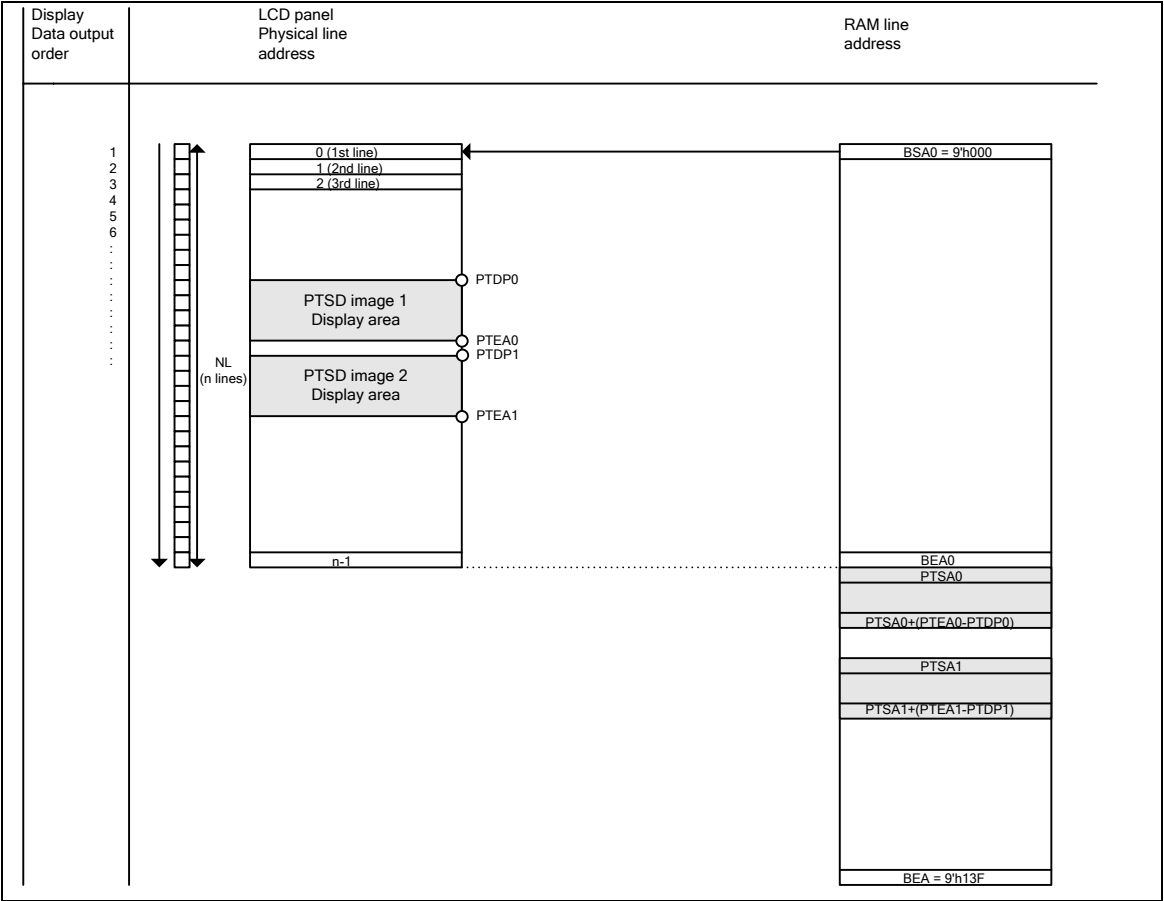 Display
Data output
order
LCD panel
Physical line
address
RAM line
address
1
2
3
4
5
6
:
:
:
:
:
:
:
:
NL
(n lines)
0 (1st line)
1 (2nd line)
2 (3rd line)
PTSD image 1
Display area
PTSD image 2
Display area
n-1
PTDP0
PTEA0
PTDP1
PTEA1
BSA0 = 9'h000
BEA0
PTSA0
PTSA0+(PTEA0-PTDP0)
PTSA1
PTSA1+(PTEA1-PTDP1)
BEA = 9'h13F